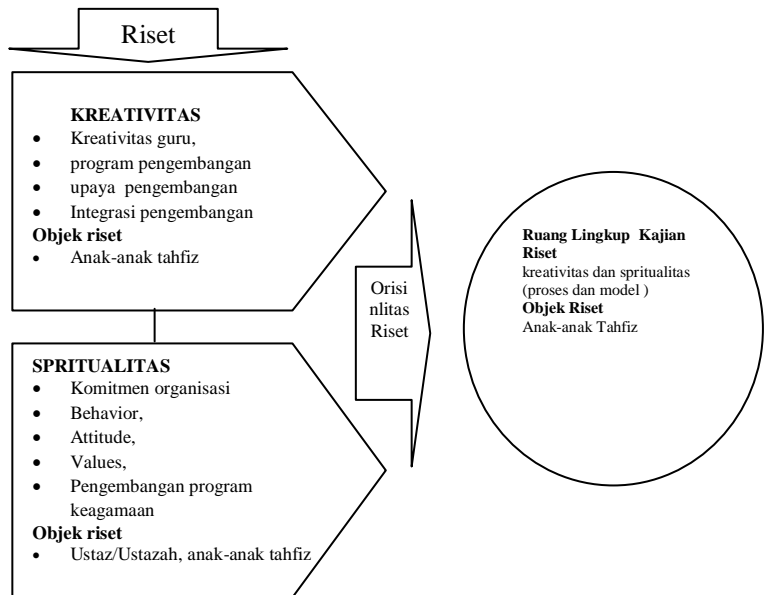 Riset
KREATIVITAS
• Kreativitas guru,
• program pengembangan
• upaya pengembangan
• Integrasi pengembangan
Objek riset
• Anak-anak tahfiz
SPRITUALITAS
• Komitmen organisasi
• Behavior,
• Attitude,
• Values,
• Pengembangan program
keagamaan
Objek riset
• Ustaz/Ustazah, anak-anak tahfiz
Orisi
nlitas
Riset
Ruang Lingkup Kajian
Riset
kreativitas dan spritualitas
(proses dan model )
Objek Riset
Anak-anak Tahfiz